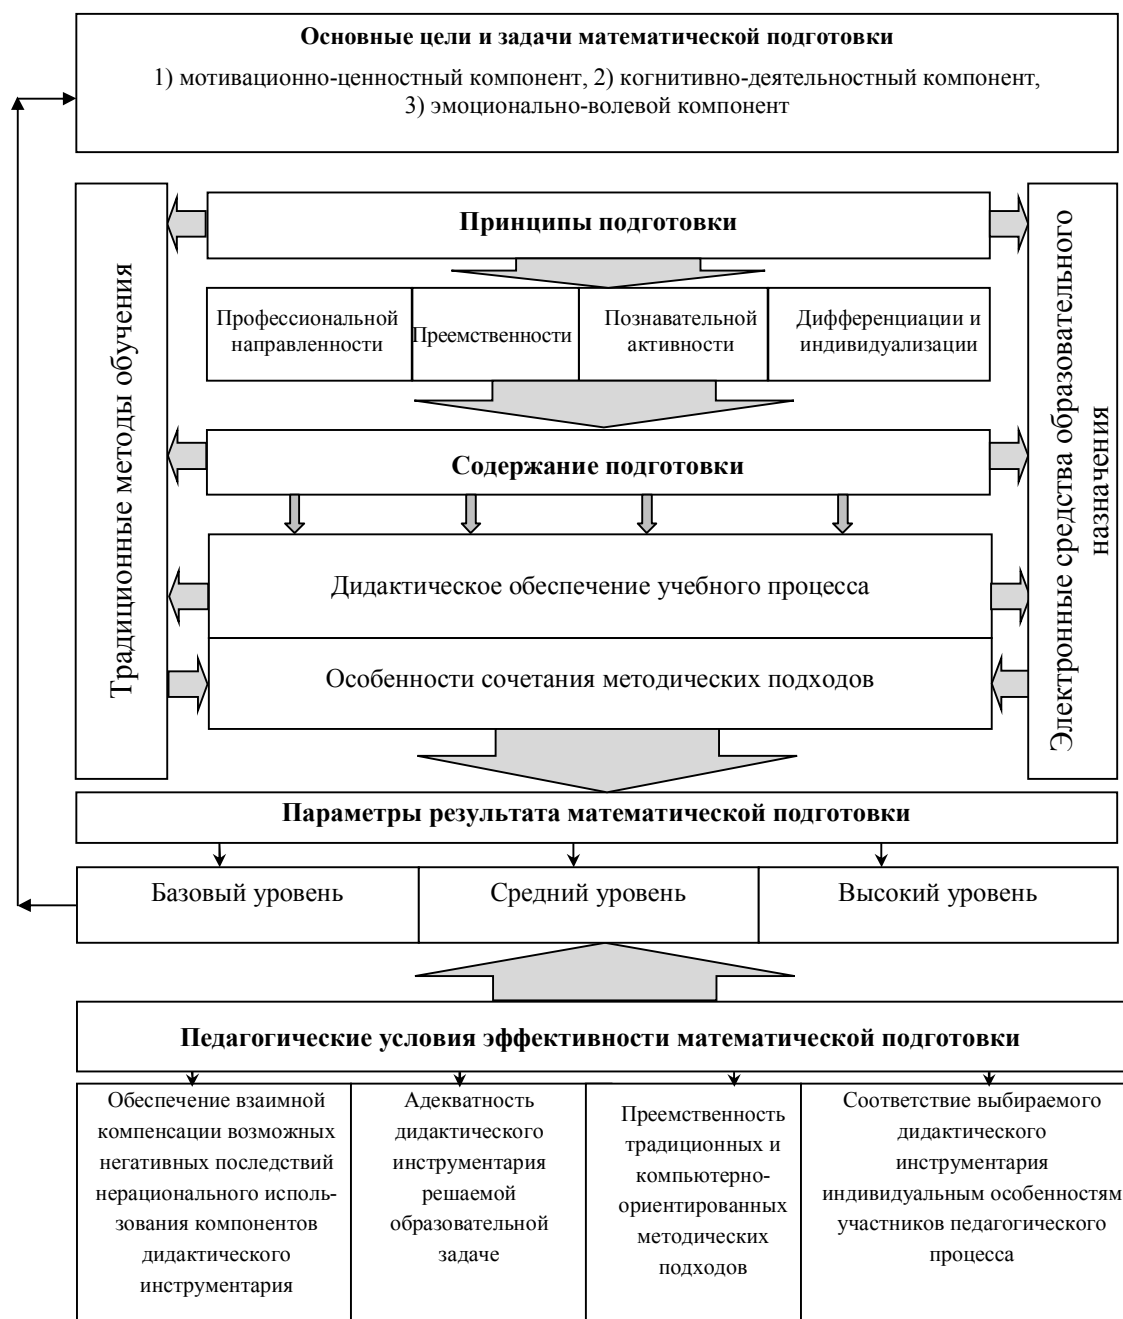 Основные цели и задачи математической подготовки
1) мотивационно-ценностный компонент, 2) когнитивно-деятельностный компонент,
3) эмоционально-волевой компонент
Традиционные методы обучения
Принципы подготовки
Профессиональной
направленности
Преемственности
Познавательной
активности
Дифференциации и
индивидуализации
Содержание подготовки
Дидактическое обеспечение учебного процесса
Особенности сочетания методических подходов
Электронные средства образовательного
назначения
Параметры результата математической подготовки
Базовый уровень
Средний уровень
Высокий уровень
Педагогические условия эффективности математической подготовки
Обеспечение взаимной
компенсации возможных
негативных последствий
нерационального исполь-
зования компонентов
дидактического
инструментария
Адекватность
дидактического
инструментария
решаемой
образовательной
задаче
Преемственность
традиционных и
компьютерно-
ориентированных
методических
подходов
Соответствие выбираемого
дидактического
инструментария
индивидуальным особенностям
участников педагогического
процесса